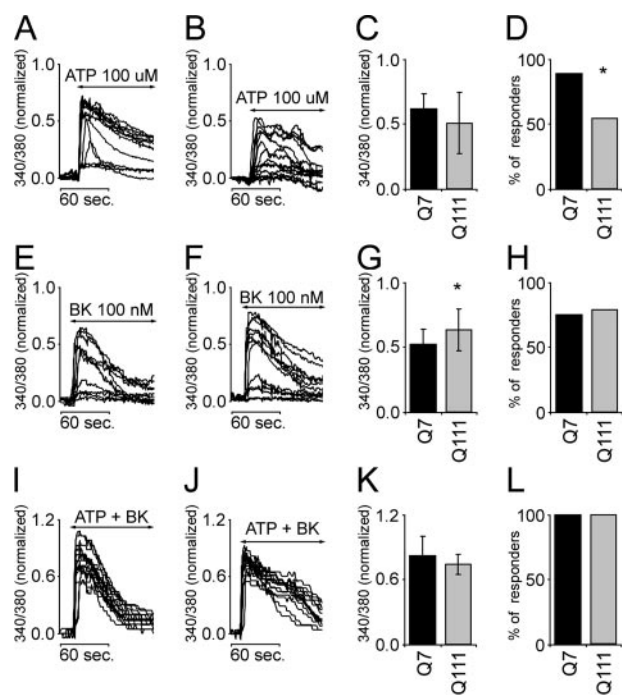 A
B
C
D
340/380 (normalized)
1.0
0.5
0.0
ATP 100 uM
60 sec.
1.0
0.5
0.0
ATP 100 uM
60 sec.
340/380 (normalized)
1.0
0.5
0
Q7
Q111
% of responders
100
50
0
*
Q7
Q111
E
F
G
H
340/380 (normalized)
1.0
0.5
0.0
BK 100 nM
60 sec.
1.0
0.5
0.0
BK 100 nM
60 sec.
340/380 (normalized)
1.0
0.5
0
*
Q7
Q111
% of responders
100
50
0
Q7
Q111
I
J
K
L
340/380 (normalized)
1.2
0.6
0.0
ATP + BK
60 sec.
1.2
0.6
0.0
ATP + BK
60 sec.
340/380 (normalized)
1.2
0.6
0
Q7
Q111
% of responders
100
50
0
Q7
Q111